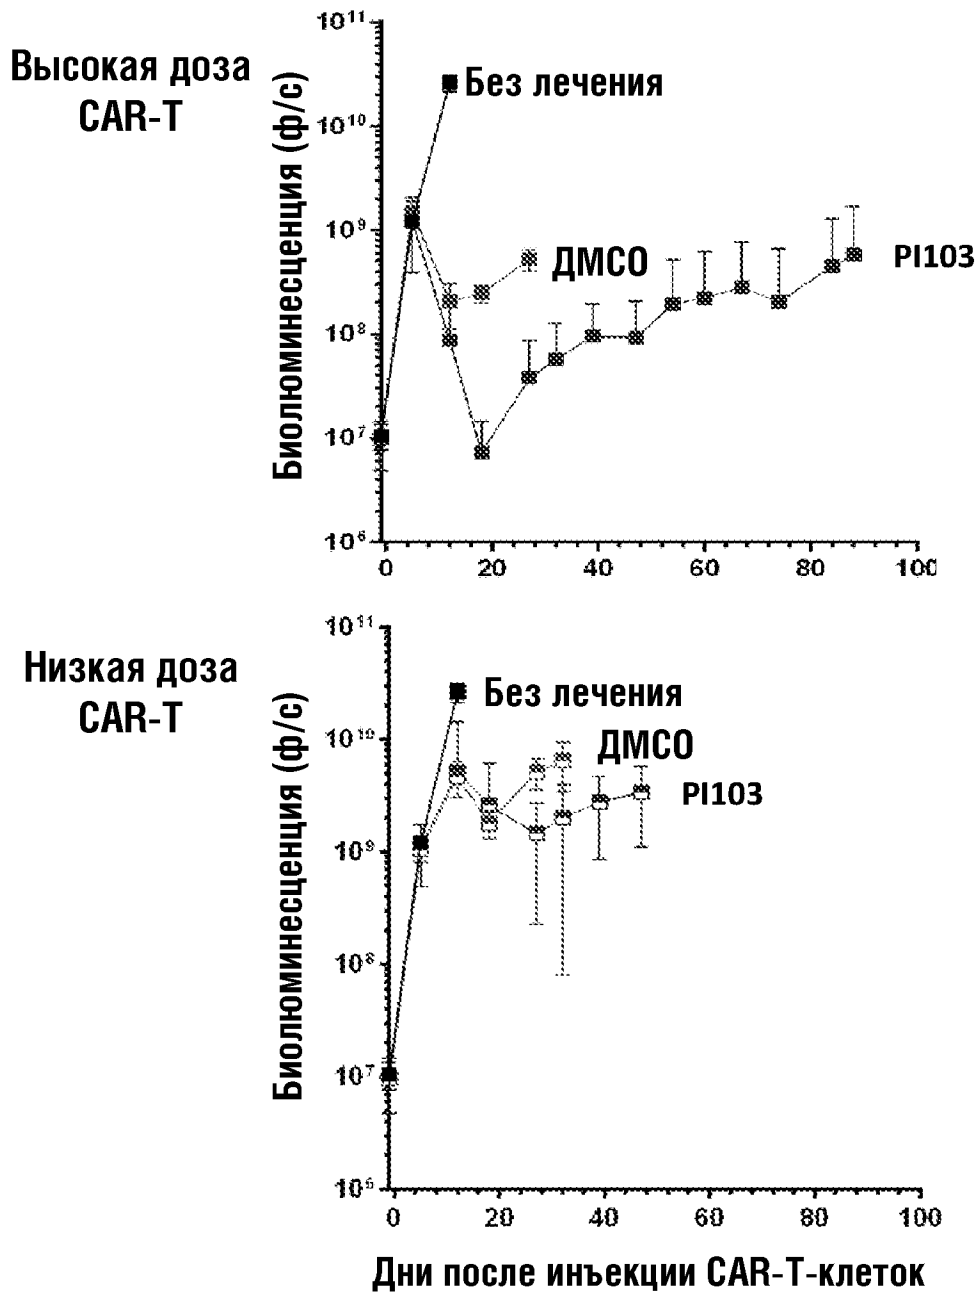 Высокая доза
CAR-T
Биолюминесценция (ф/с)
10¹¹
10¹⁰
10⁹
10⁸
10⁷
10⁶
Без лечения
ДМСО
PI103
0 20 40 60 80 100
Низкая доза
CAR-T
Биолюминесценция (ф/с)
10¹¹
10¹⁰
10⁹
10⁸
10⁷
10⁶
Без лечения
ДМСО
PI103
0 20 40 60 80 100
Дни после инъекции CAR-T-клеток